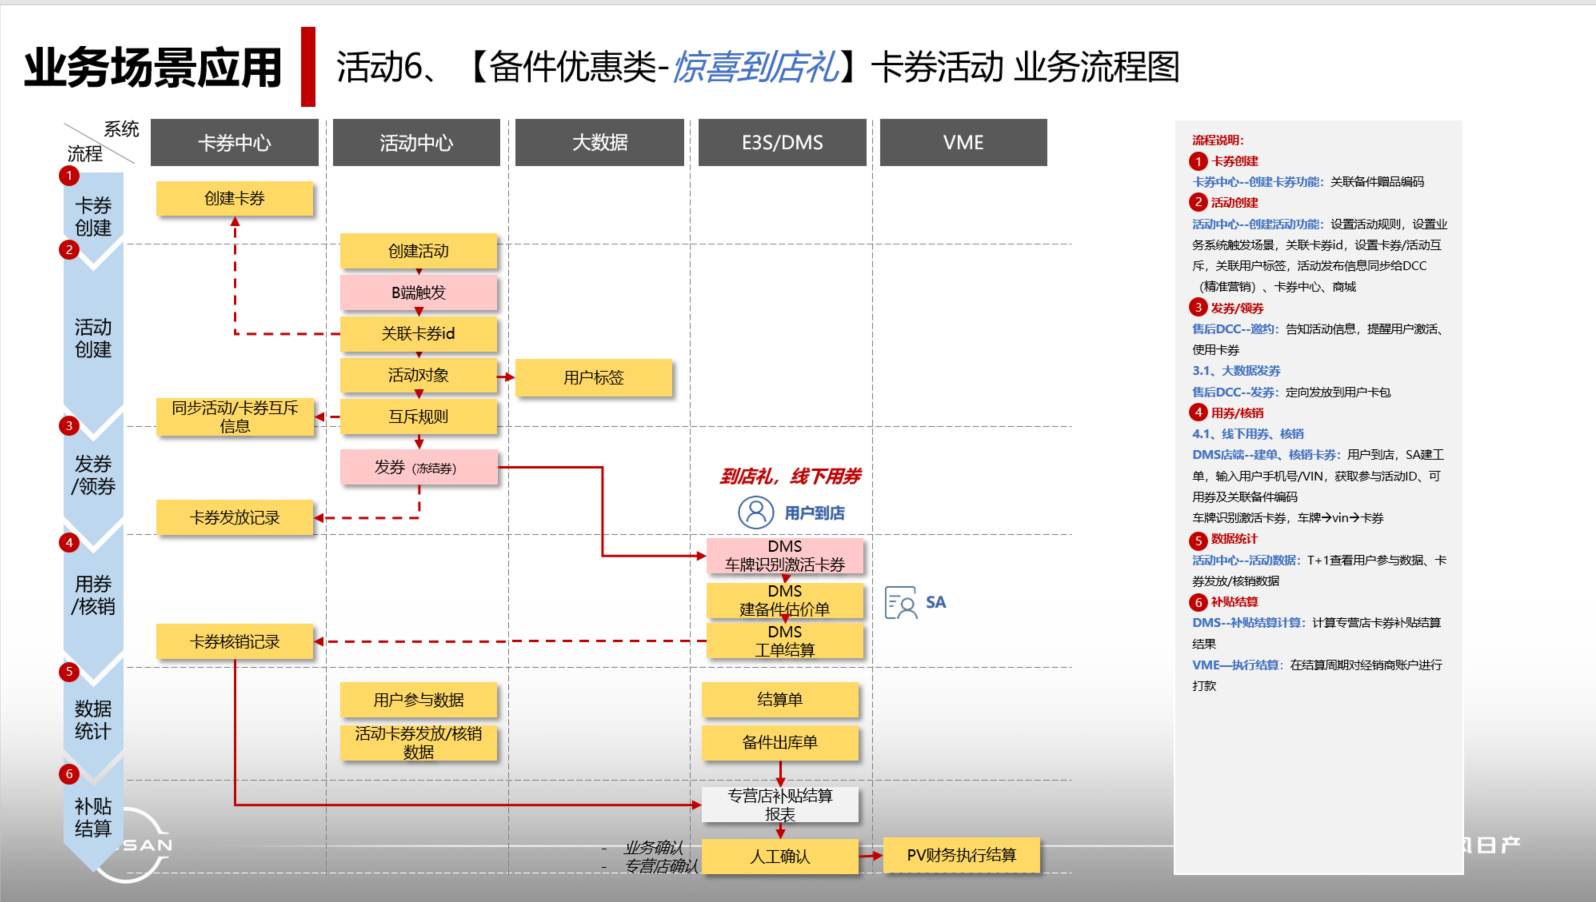 业务场景应用
活动6、【备件优惠类-惊喜到店礼】卡券活动 业务流程图
系统
流程
卡券中心
活动中心
大数据
E3S/DMS
VME
1
卡券
创建
2
活动
创建
3
发券
/领券
4
用券
/核销
5
数据
统计
6
补贴
结算
创建卡券
创建活动
B端触发
关联卡券id
活动对象
用户标签
同步活动/卡券互斥
信息
互斥规则
发券（冻结券）
卡券发放记录
到店礼，线下用券
用户到店
DMS
车牌识别激活卡券
DMS
建备件估价单
SA
DMS
工单结算
卡券核销记录
用户参与数据
结算单
活动卡券发放/核销
数据
备件出库单
专营店补贴结算
报表
- 业务确认
- 专营店确认
人工确认
PV财务执行结算
流程说明：
1 卡券创建
卡券中心--创建卡券功能：关联备件赠品编码
2 活动创建
活动中心--创建活动功能：设置活动规则，设置业
务系统触发场景，关联卡券id，设置卡券/活动互
斥，关联用户标签，活动发布信息同步给DCC
（精准营销）、卡券中心、商城
3 发券/领券
售后DCC--邀约：告知活动信息，提醒用户激活、
使用卡券
3.1、大数据发券
售后DCC--发券：定向发放到用户卡包
4 用券/核销
4.1、线下用券、核销
DMS店端--建单、核销卡券：用户到店，SA建工
单，输入用户手机号/VIN，获取参与活动ID、可
用券及关联备件编码
车牌识别激活卡券，车牌→vin→卡券
5 数据统计
活动中心--活动数据：T+1查看用户参与数据、卡
券发放/核销数据
6 补贴结算
DMS--补贴结算计算：计算专营店卡券补贴结算
结果
VME—执行结算：在结算周期对经销商账户进行
打款
SSAN
风日产